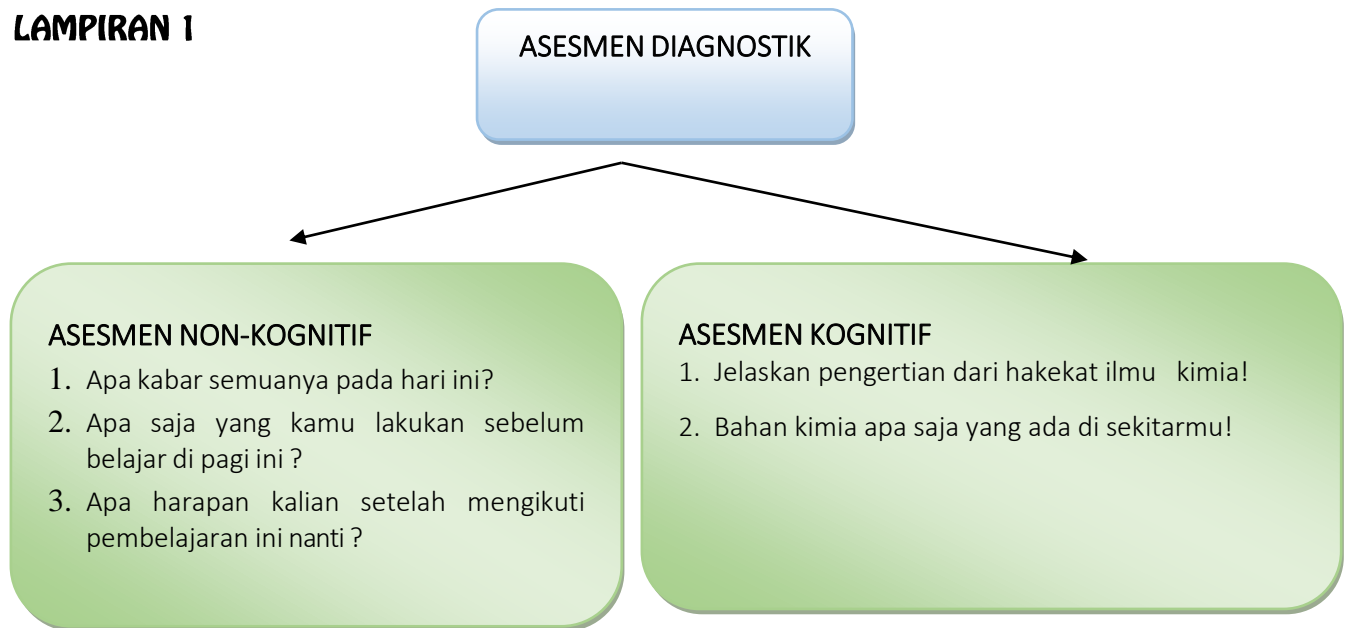 LAMPIRAN 1
ASESMEN DIAGNOSTIK
ASESMEN NON-KOGNITIF
1. Apa kabar semuanya pada hari ini?
2. Apa saja yang kamu lakukan sebelum
belajar di pagi ini ?
3. Apa harapan kalian setelah mengikuti
pembelajaran ini nanti ?
ASESMEN KOGNITIF
1. Jelaskan pengertian dari hakekat ilmu kimia!
2. Bahan kimia apa saja yang ada di sekitarmu!